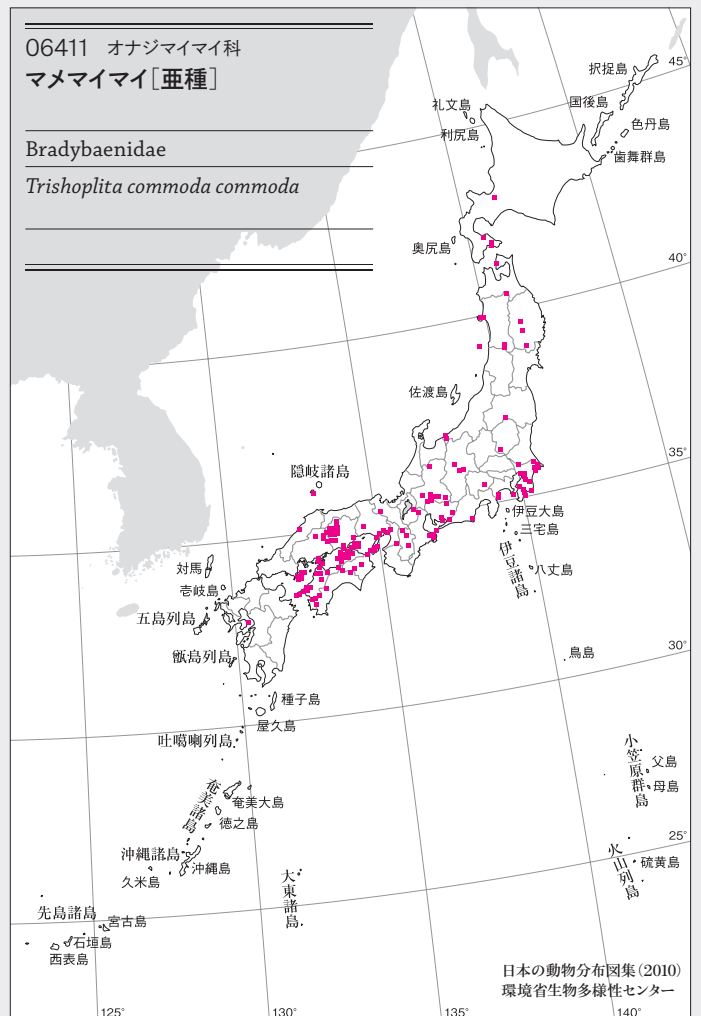 06411 オナジマイマイ科
マメマイマイ［亜種］
Bradybaenidae
Trishoplita commoda commoda
45°
択捉島
国後島
礼文島
色丹島
利尻島
歯舞群島
奥尻島
40°
佐渡島
35°
隠岐諸島
伊豆大島
三宅島
伊豆諸島
八丈島
対馬
壱岐島
五島列島
甑島列島
30°
鳥島
種子島
屋久島
吐噶喇列島
小笠原群島
父島
母島
奄美諸島
奄美大島
徳之島
25°
沖縄諸島
沖縄島
久米島
火山列島
硫黄島
大東諸島
先島諸島
宮古島
石垣島
西表島
日本の動物分布図集（2010）
環境省生物多様性センター
125°
130°
135°
140°